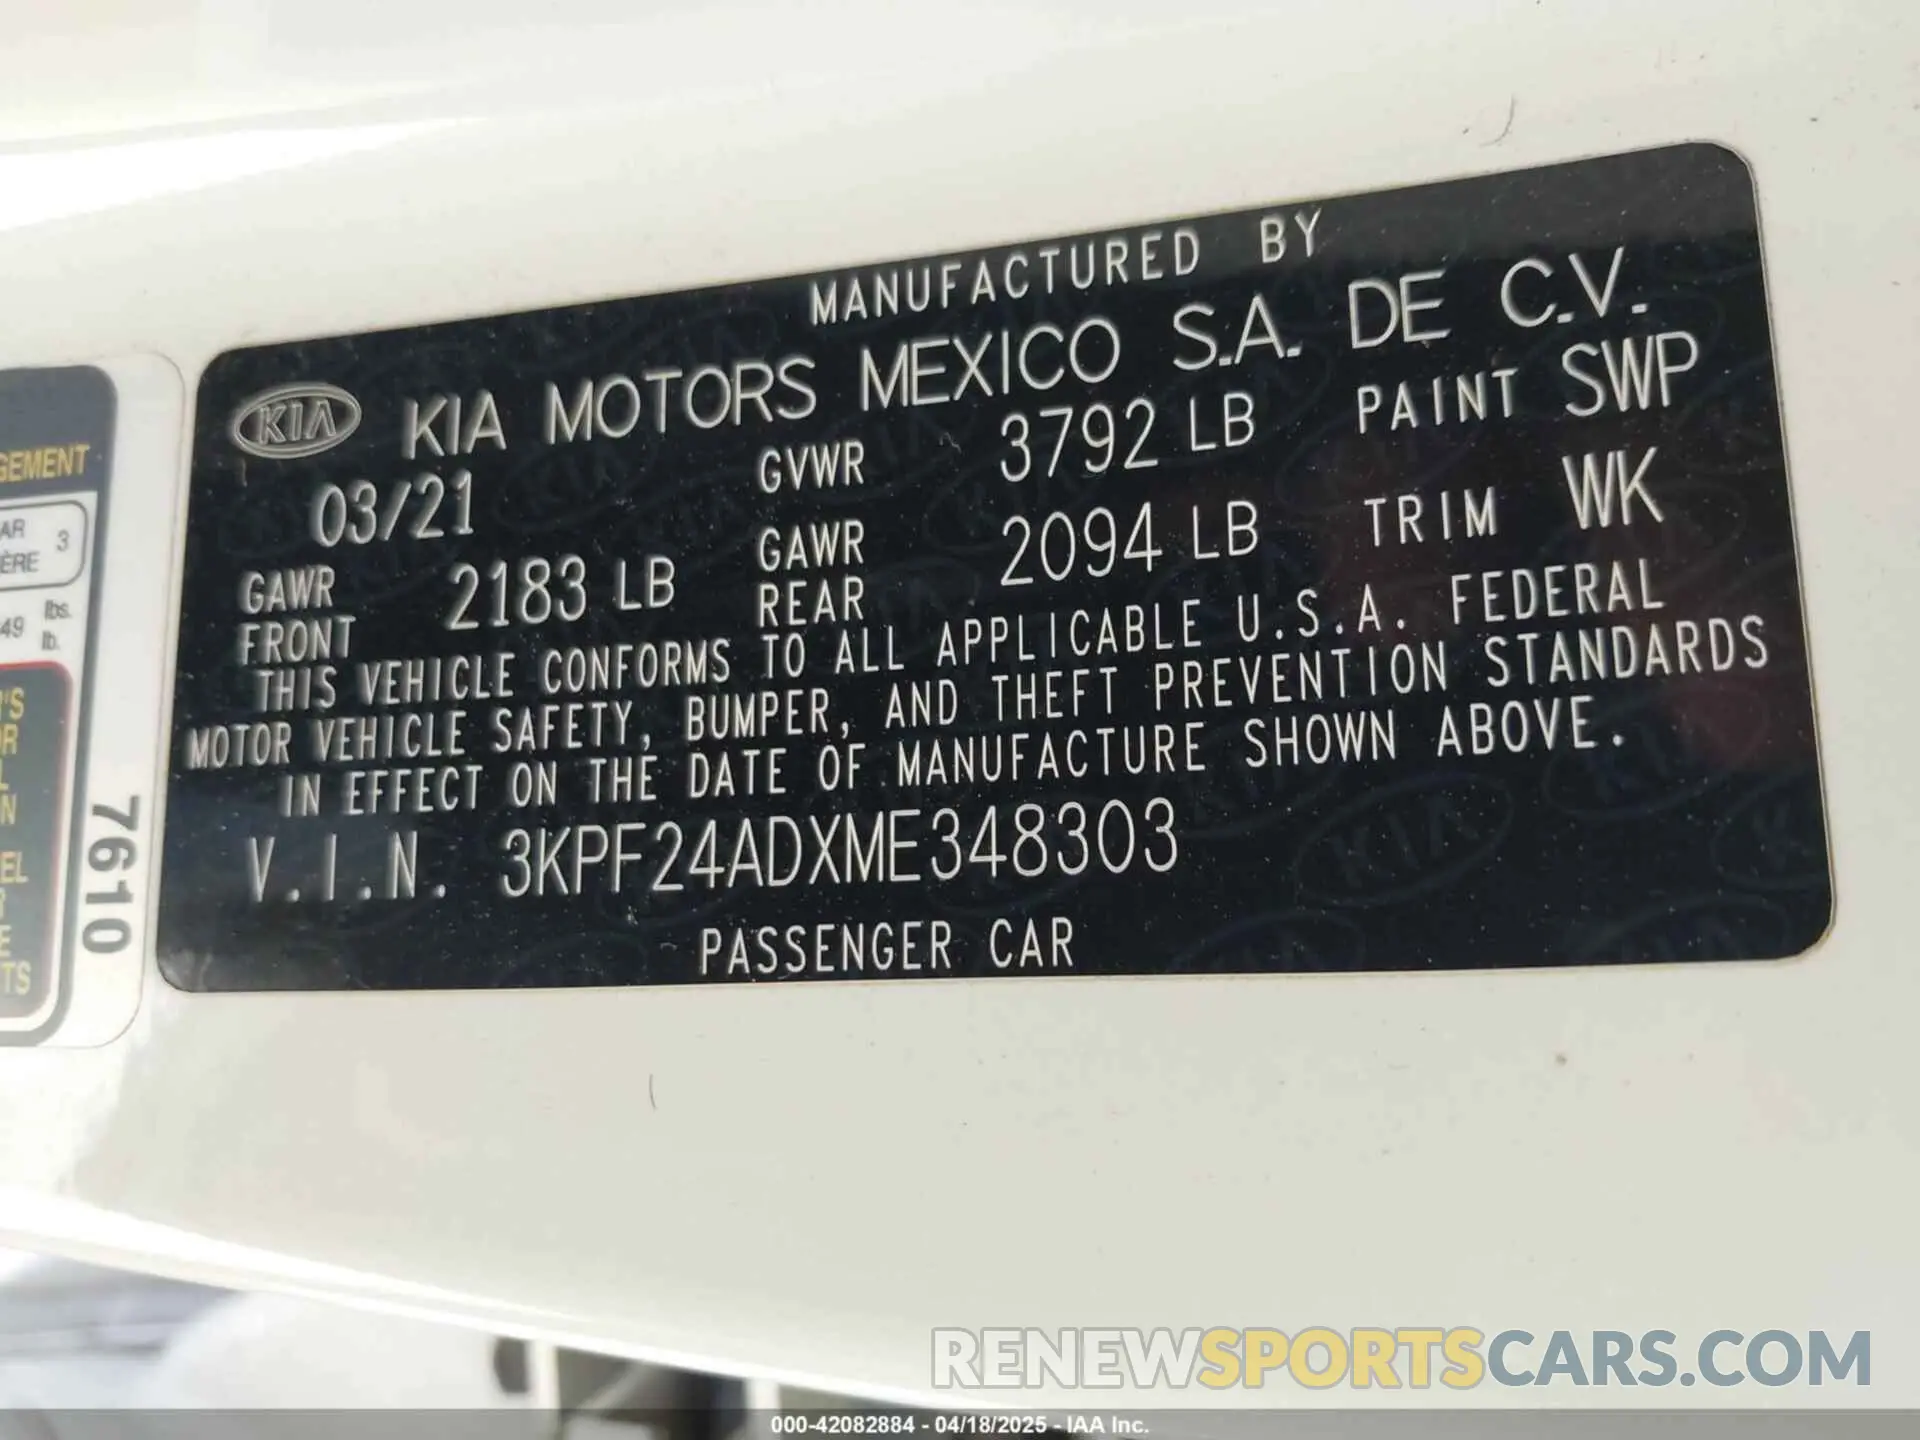 MANUFACTURED BY
KIA KIA MOTORS MEXICO S.A. DE C.V.
03/21 GVWR 3792 LB PAINT SWP
GAWR FRONT 2183 LB GAWR REAR 2094 LB TRIM WK
THIS VEHICLE CONFORMS TO ALL APPLICABLE U.S.A. FEDERAL
MOTOR VEHICLE SAFETY, BUMPER, AND THEFT PREVENTION STANDARDS
IN EFFECT ON THE DATE OF MANUFACTURE SHOWN ABOVE.
V.I.N. 3KPF24ADXME348303
PASSENGER CAR
3
lbs.
lb.
7610
RENEWSPORTSCARS.COM
000-42082884 - 04/18/2025 - IAA Inc.